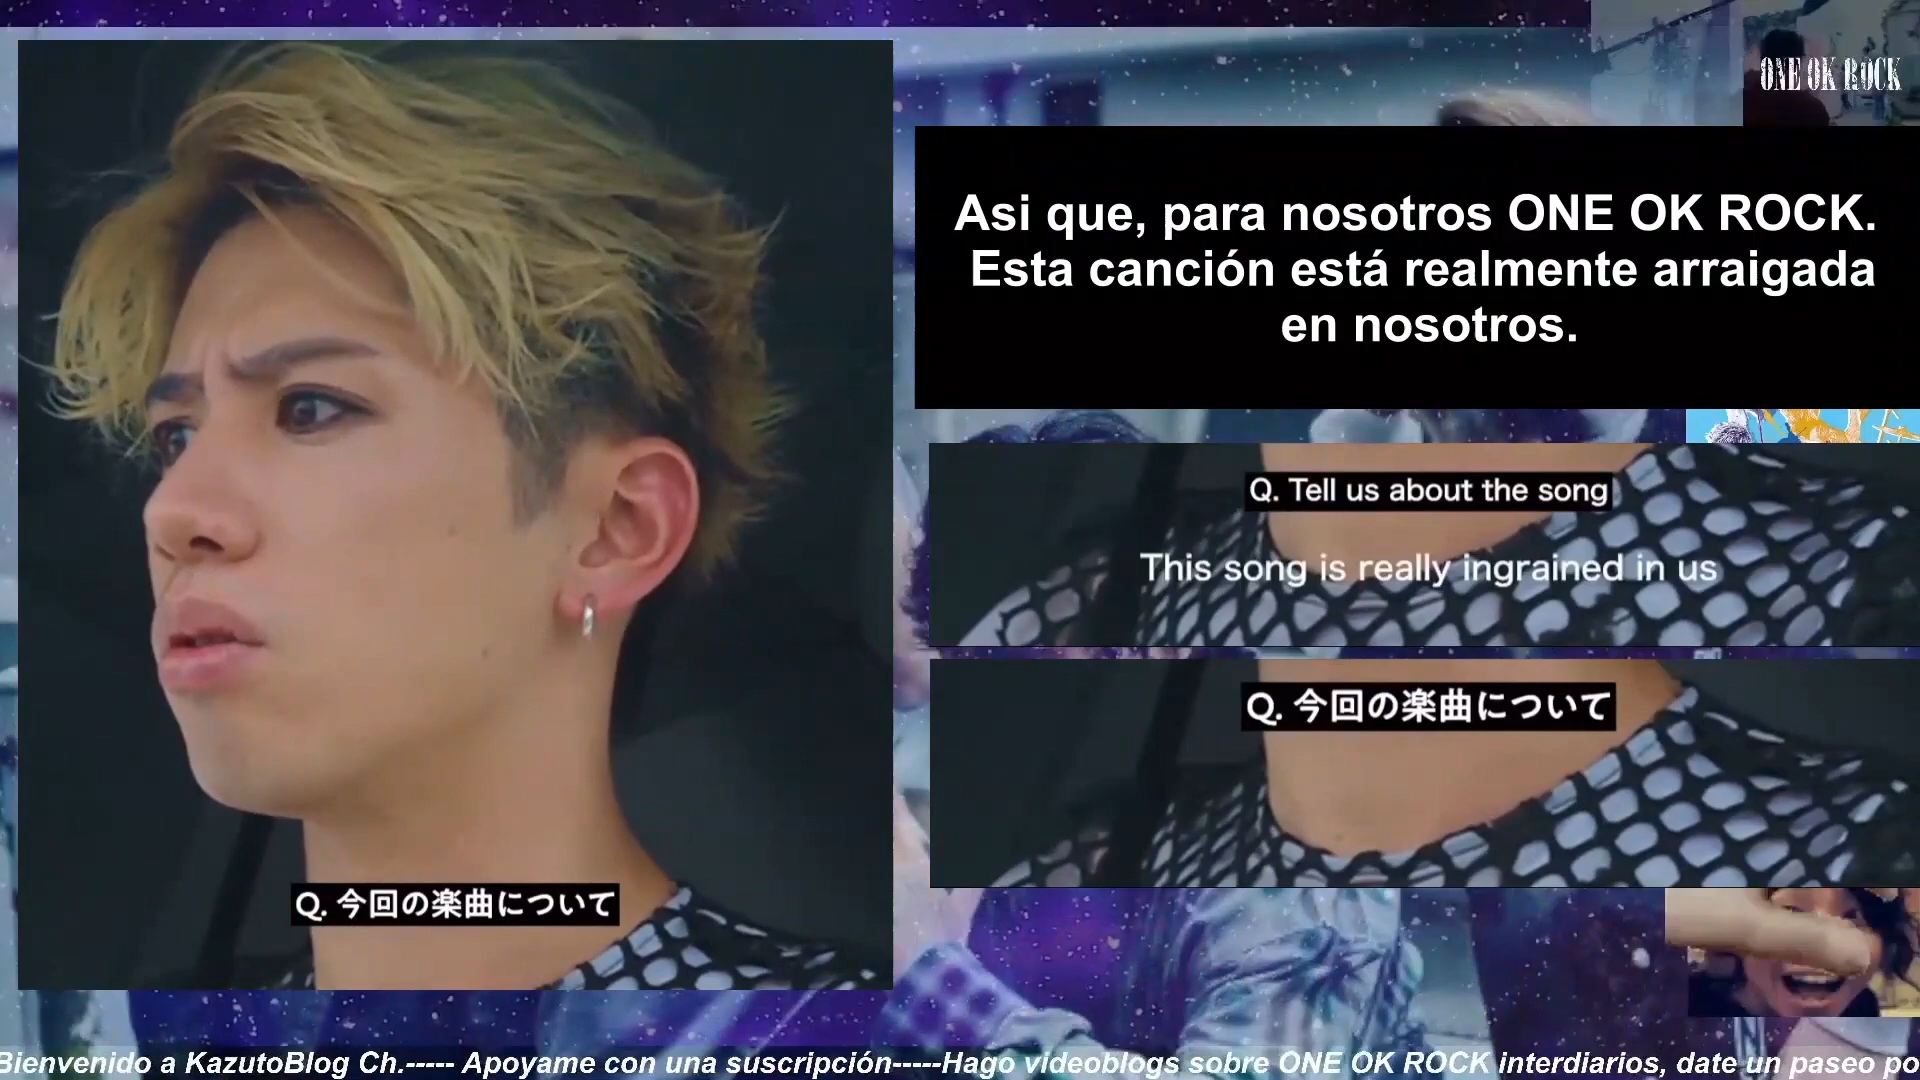 ONE OK ROCK
Asi que, para nosotros ONE OK ROCK.
Esta canción está realmente arraigada
en nosotros.
Q. Tell us about the song
This song is really ingrained in us
Q. 今回の楽曲について
Q. 今回の楽曲について
Bienvenido a KazutoBlog Ch.----- Apoyame con una suscripción-----Hago videoblogs sobre ONE OK ROCK interdiarios, date un paseo po